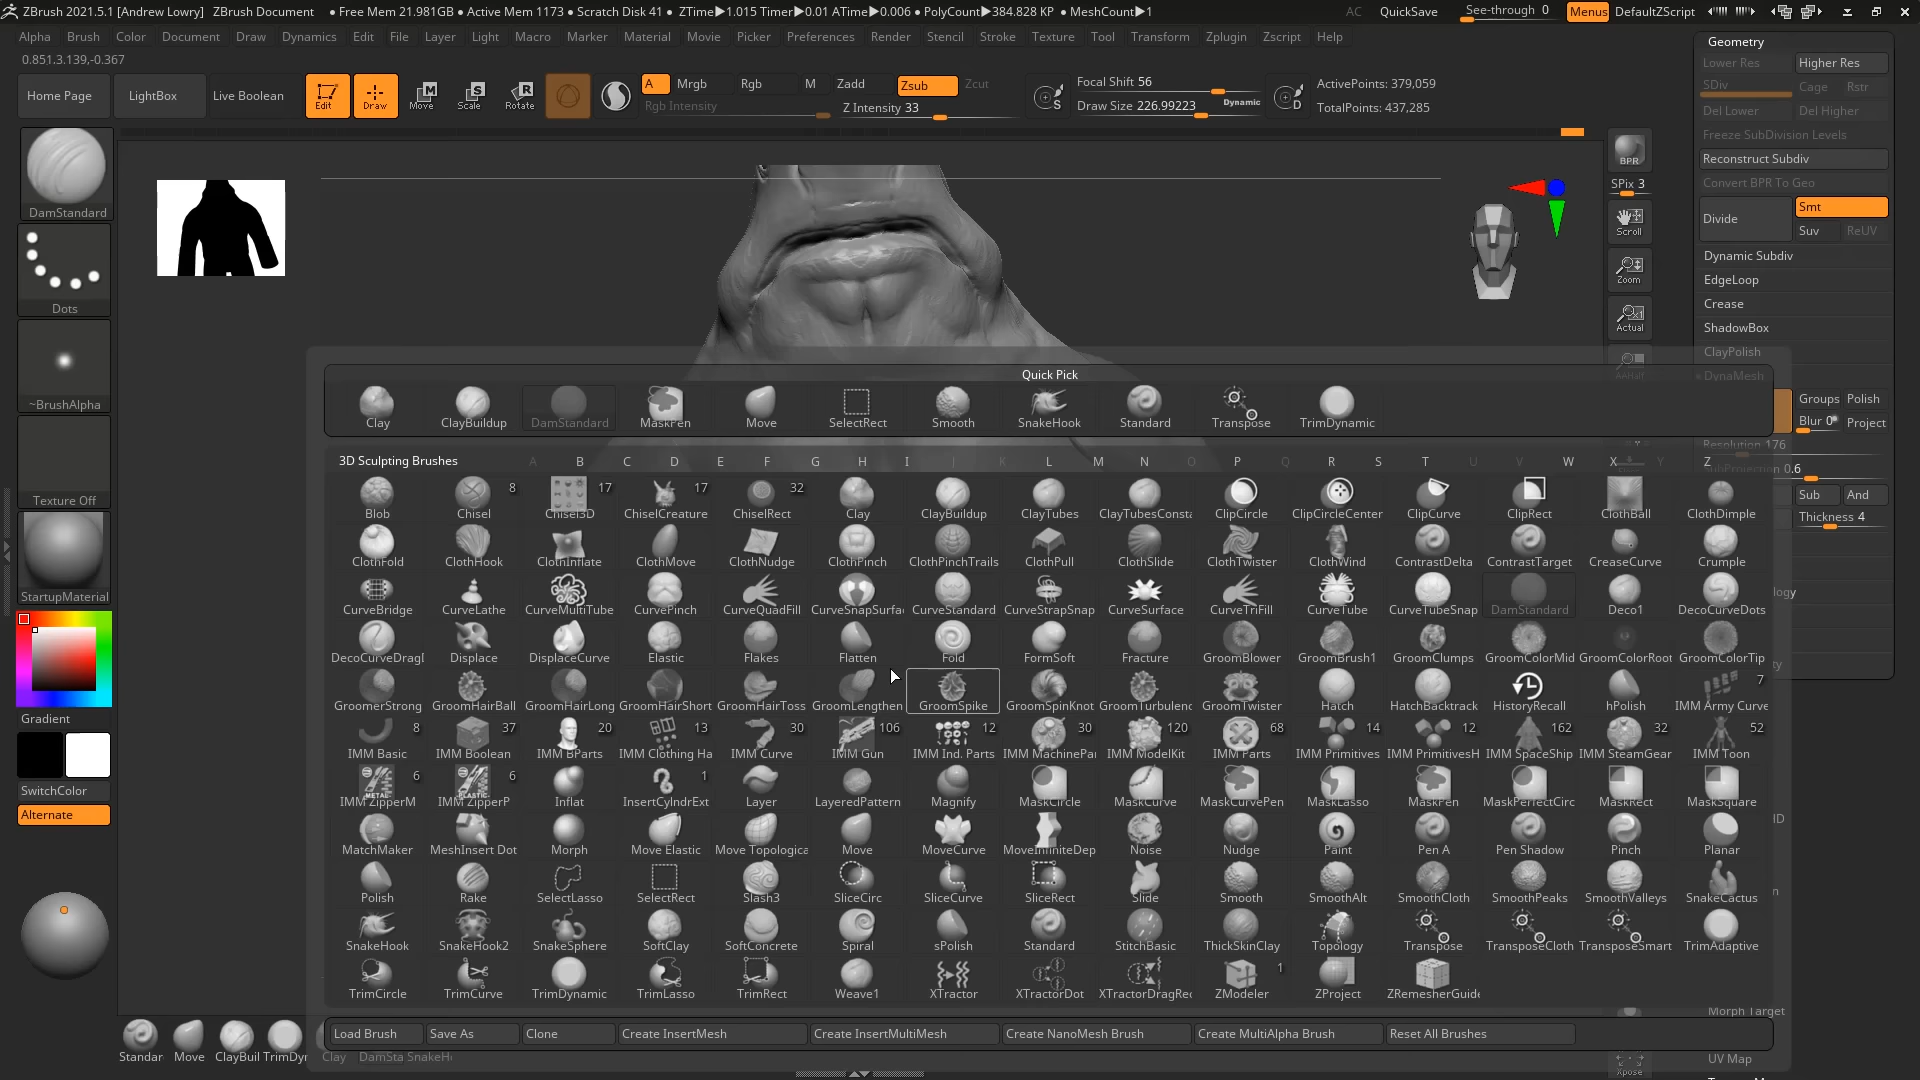 ZBrush 2021.5.1 [Andrew Lowry] ZBrush Document • Free Mem 21.981GB • Active Mem 1173 • Scratch Disk 41 • ZTime▶1.015 Timer▶0.01 ATime▶0.006 • PolyCount▶384.828 KP • MeshCount▶1 AC QuickSave See-through 0 Menus DefaultZScript
Alpha Brush Color Document Draw Dynamics Edit File Layer Light Macro Marker Material Movie Picker Preferences Render Stencil Stroke Texture Tool Transform Zplugin Zscript Help
0.851,3.139,-0.367
Home Page LightBox Live Boolean Edit Draw Move Scale Rotate
A Mrgb Rgb M Zadd Zsub Zcut
Rgb Intensity Z Intensity 33
Focal Shift 56
Draw Size 226.99223 Dynamic
S D
ActivePoints: 379,059
TotalPoints: 437,285
DamStandard
Dots
~BrushAlpha
Texture Off
StartupMaterial
Gradient
SwitchColor
Alternate
BPR
SPix 3
Scroll
Zoom
Actual
AAHalf
Geometry
Lower Res Higher Res
SDiv Cage Rstr
Del Lower Del Higher
Freeze SubDivision Levels
Reconstruct Subdiv
Convert BPR To Geo
Divide Smt
Suv ReUV
Dynamic Subdiv
EdgeLoop
Crease
ShadowBox
ClayPolish
DynaMesh
Groups Polish
Blur 0 Project
Resolution 176
SubProjection 0.6
Sub And
Thickness 4
Quick Pick
Clay ClayBuildup DamStandard MaskPen Move SelectRect Smooth SnakeHook Standard Transpose TrimDynamic
3D Sculpting Brushes A B C D E F G H I J K L M N O P Q R S T U V W X Y Z
8 17 17 32
Blob Chisel Chisel3D ChiselCreature ChiselRect Clay ClayBuildup ClayTubes ClayTubesConsta ClipCircle ClipCircleCenter ClipCurve ClipRect ClothBall ClothDimple
ClothFold ClothHook ClothInflate ClothMove ClothNudge ClothPinch ClothPinchTrails ClothPull ClothSlide ClothTwister ClothWind ContrastDelta ContrastTarget CreaseCurve Crumple
CurveBridge CurveLathe CurveMultiTube CurvePinch CurveQuadFill CurveSnapSurfa CurveStandard CurveStrapSnap CurveSurface CurveTriFill CurveTube CurveTubeSnap DamStandard Deco1 DecoCurveDots
DecoCurveDragI Displace DisplaceCurve Elastic Flakes Flatten Fold FormSoft Fracture GroomBlower GroomBrush1 GroomClumps GroomColorMid GroomColorRoot GroomColorTip
7
GroomerStrong GroomHairBall GroomHairLong GroomHairShort GroomHairToss GroomLengthen GroomSpike GroomSpinKnot GroomTurbulenc GroomTwister Hatch HatchBacktrack HistoryRecall hPolish IMM Army Curve
8 37 20 13 30 106 12 30 120 68 14 12 162 32 52
IMM Basic IMM Boolean IMM BParts IMM Clothing Ha IMM Curve IMM Gun IMM Ind. Parts IMM MachinePar IMM ModelKit IMM Parts IMM Primitives IMM PrimitivesH IMM SpaceShip IMM SteamGear IMM Toon
6 6 1
IMM ZipperM IMM ZipperP Inflat InsertCylndrExt Layer LayeredPattern Magnify MaskCircle MaskCurve MaskCurvePen MaskLasso MaskPen MaskPerfectCirc MaskRect MaskSquare
MatchMaker MeshInsert Dot Morph Move Elastic Move Topologica Move MoveCurve MoveInfiniteDep Noise Nudge Paint Pen A Pen Shadow Pinch Planar
Polish Rake SelectLasso SelectRect Slash3 SliceCirc SliceCurve SliceRect Slide Smooth SmoothAlt SmoothCloth SmoothPeaks SmoothValleys SnakeCactus
SnakeHook SnakeHook2 SnakeSphere SoftClay SoftConcrete Spiral sPolish Standard StitchBasic ThickSkinClay Topology Transpose TransposeCloth TransposeSmart TrimAdaptive
1
TrimCircle TrimCurve TrimDynamic TrimLasso TrimRect Weave1 XTractor XTractorDot XTractorDragRec ZModeler ZProject ZRemesherGuide
Load Brush Save As Clone Create InsertMesh Create InsertMultiMesh Create NanoMesh Brush Create MultiAlpha Brush Reset All Brushes
Standar Move ClayBuil TrimDyr Clay DamSta SnakeH
Morph Target
UV Map
Xpose